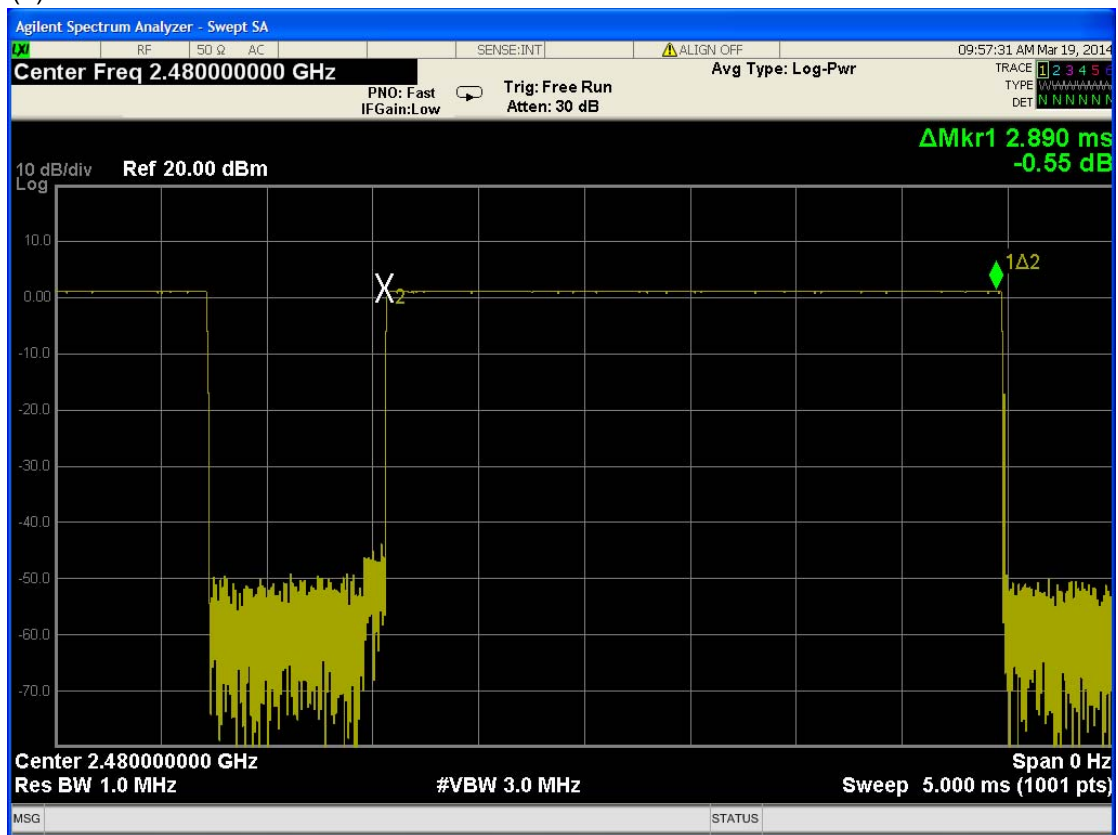 Agilent Spectrum Analyzer - Swept SA
LXI RF 50 Ω AC SENSE:INT ALIGN OFF 09:57:31 AM Mar 19, 2014
Center Freq 2.480000000 GHz Avg Type: Log-Pwr TRACE 1 2 3 4 5 6
PNO: Fast Trig: Free Run TYPE
IFGain:Low Atten: 30 dB DET N N N N N N
ΔMkr1 2.890 ms
-0.55 dB
10 dB/div Ref 20.00 dBm
Log
10.0
1Δ2
0.00
X2
-10.0
-20.0
-30.0
-40.0
-50.0
-60.0
-70.0
Center 2.480000000 GHz Span 0 Hz
Res BW 1.0 MHz #VBW 3.0 MHz Sweep 5.000 ms (1001 pts)
MSG STATUS